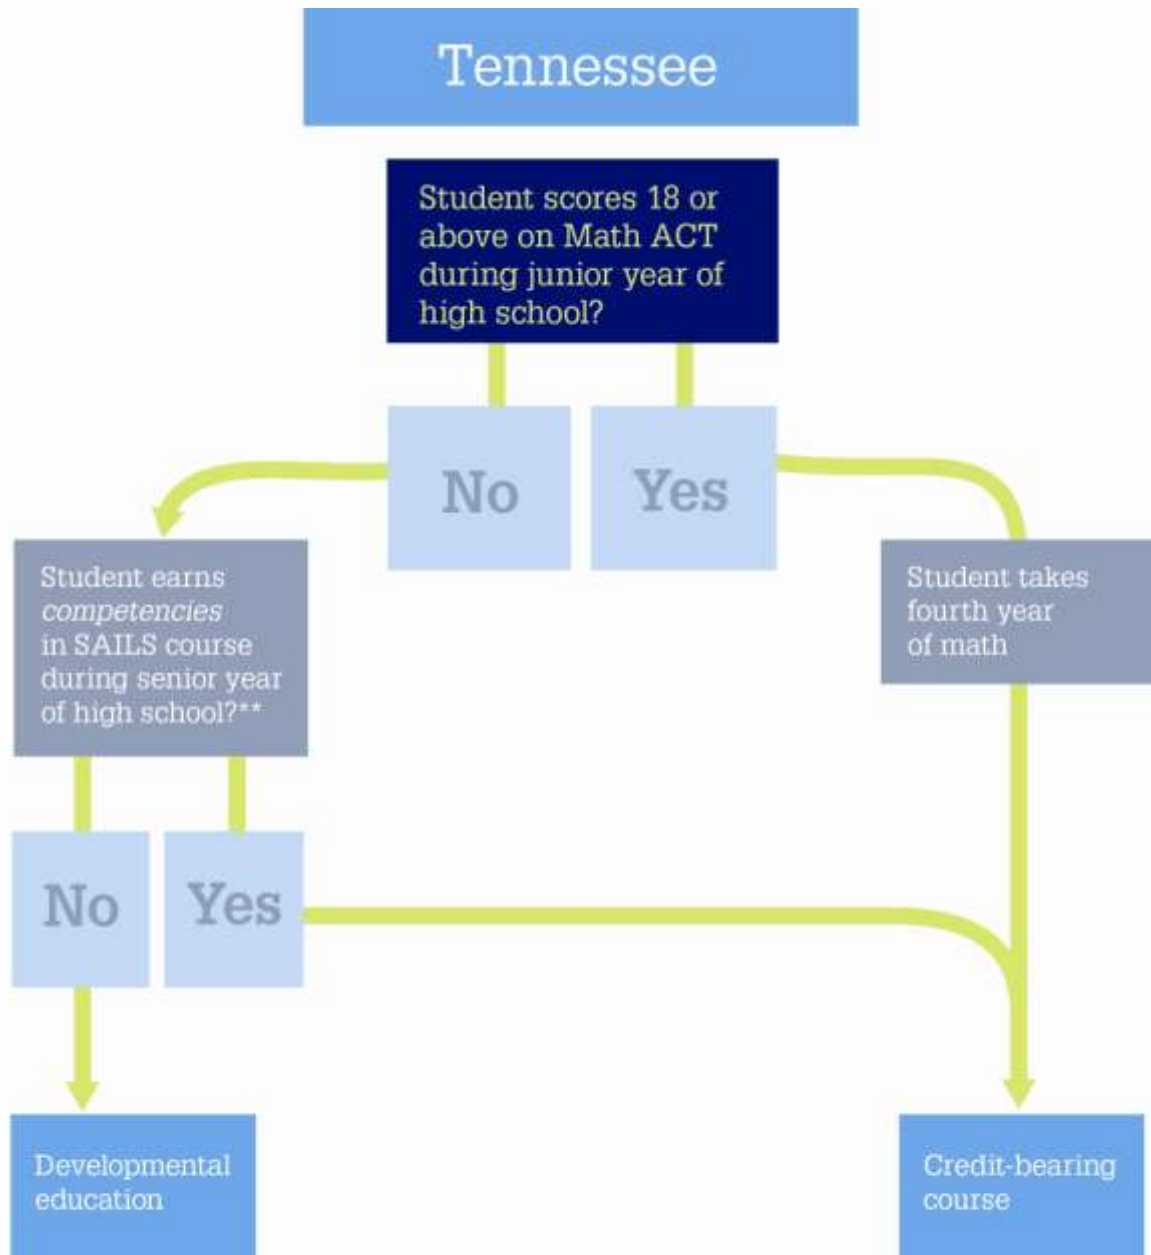 Tennessee
Student scores 18 or
above on Math ACT
during junior year of
high school?
No
Yes
Student earns
competencies
in SAILS course
during senior year
of high school?**
Student takes
fourth year
of math
No
Yes
Developmental
education
Credit-bearing
course